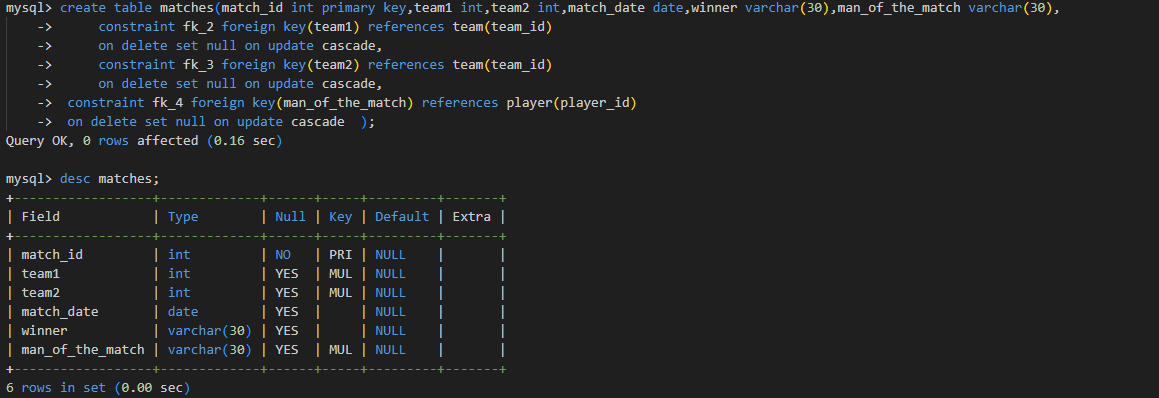 mysql> create table matches(match_id int primary key,team1 int,team2 int,match_date date,winner varchar(30),man_of_the_match varchar(30),
    ->      constraint fk_2 foreign key(team1) references team(team_id)
    ->      on delete set null on update cascade,
    ->      constraint fk_3 foreign key(team2) references team(team_id)
    ->      on delete set null on update cascade,
    ->  constraint fk_4 foreign key(man_of_the_match) references player(player_id)
    ->  on delete set null on update cascade  );
Query OK, 0 rows affected (0.16 sec)

mysql> desc matches;
+------------------+-------------+------+-----+---------+-------+
| Field            | Type        | Null | Key | Default | Extra |
+------------------+-------------+------+-----+---------+-------+
| match_id         | int         | NO   | PRI | NULL    |       |
| team1            | int         | YES  | MUL | NULL    |       |
| team2            | int         | YES  | MUL | NULL    |       |
| match_date       | date        | YES  |     | NULL    |       |
| winner           | varchar(30) | YES  |     | NULL    |       |
| man_of_the_match | varchar(30) | YES  | MUL | NULL    |       |
+------------------+-------------+------+-----+---------+-------+
6 rows in set (0.00 sec)